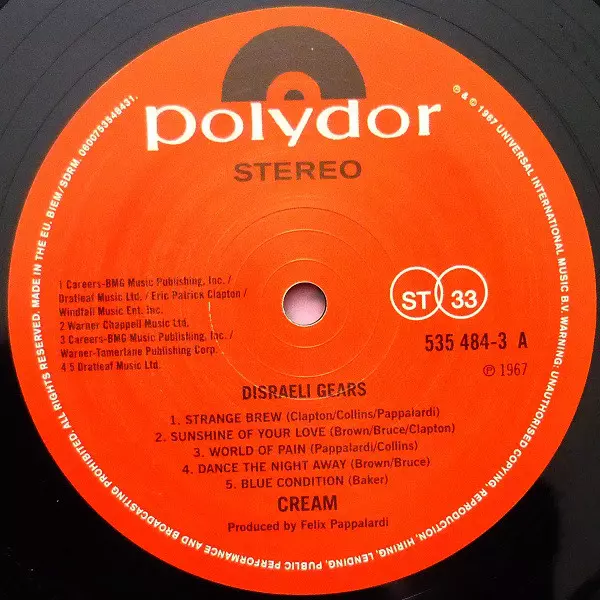 polydor
STEREO
℗ & © 1967 UNIVERSAL INTERNATIONAL MUSIC B.V. WARNING: UNAUTHORISED COPYING, REPRODUCTION, HIRING, LENDING, PUBLIC PERFORMANCE AND BROADCASTING PROHIBITED. ALL RIGHTS RESERVED. MADE IN THE EU. BIEM/SDRM. 0600753548431.
1 Careers-BMG Music Publishing, Inc. /
Dratleaf Music Ltd. / Eric Patrick Clapton /
Windfall Music Ent. Inc.
2 Warner Chappell Music Ltd.
3 Careers-BMG Music Publishing, Inc. /
Warner-Tamerlane Publishing Corp.
4 5 Dratleaf Music Ltd.
ST 33
535 484-3 A
℗ 1967
DISRAELI GEARS
1. STRANGE BREW (Clapton/Collins/Pappalardi)
2. SUNSHINE OF YOUR LOVE (Brown/Bruce/Clapton)
3. WORLD OF PAIN (Pappalardi/Collins)
4. DANCE THE NIGHT AWAY (Brown/Bruce)
5. BLUE CONDITION (Baker)
CREAM
Produced by Felix Pappalardi